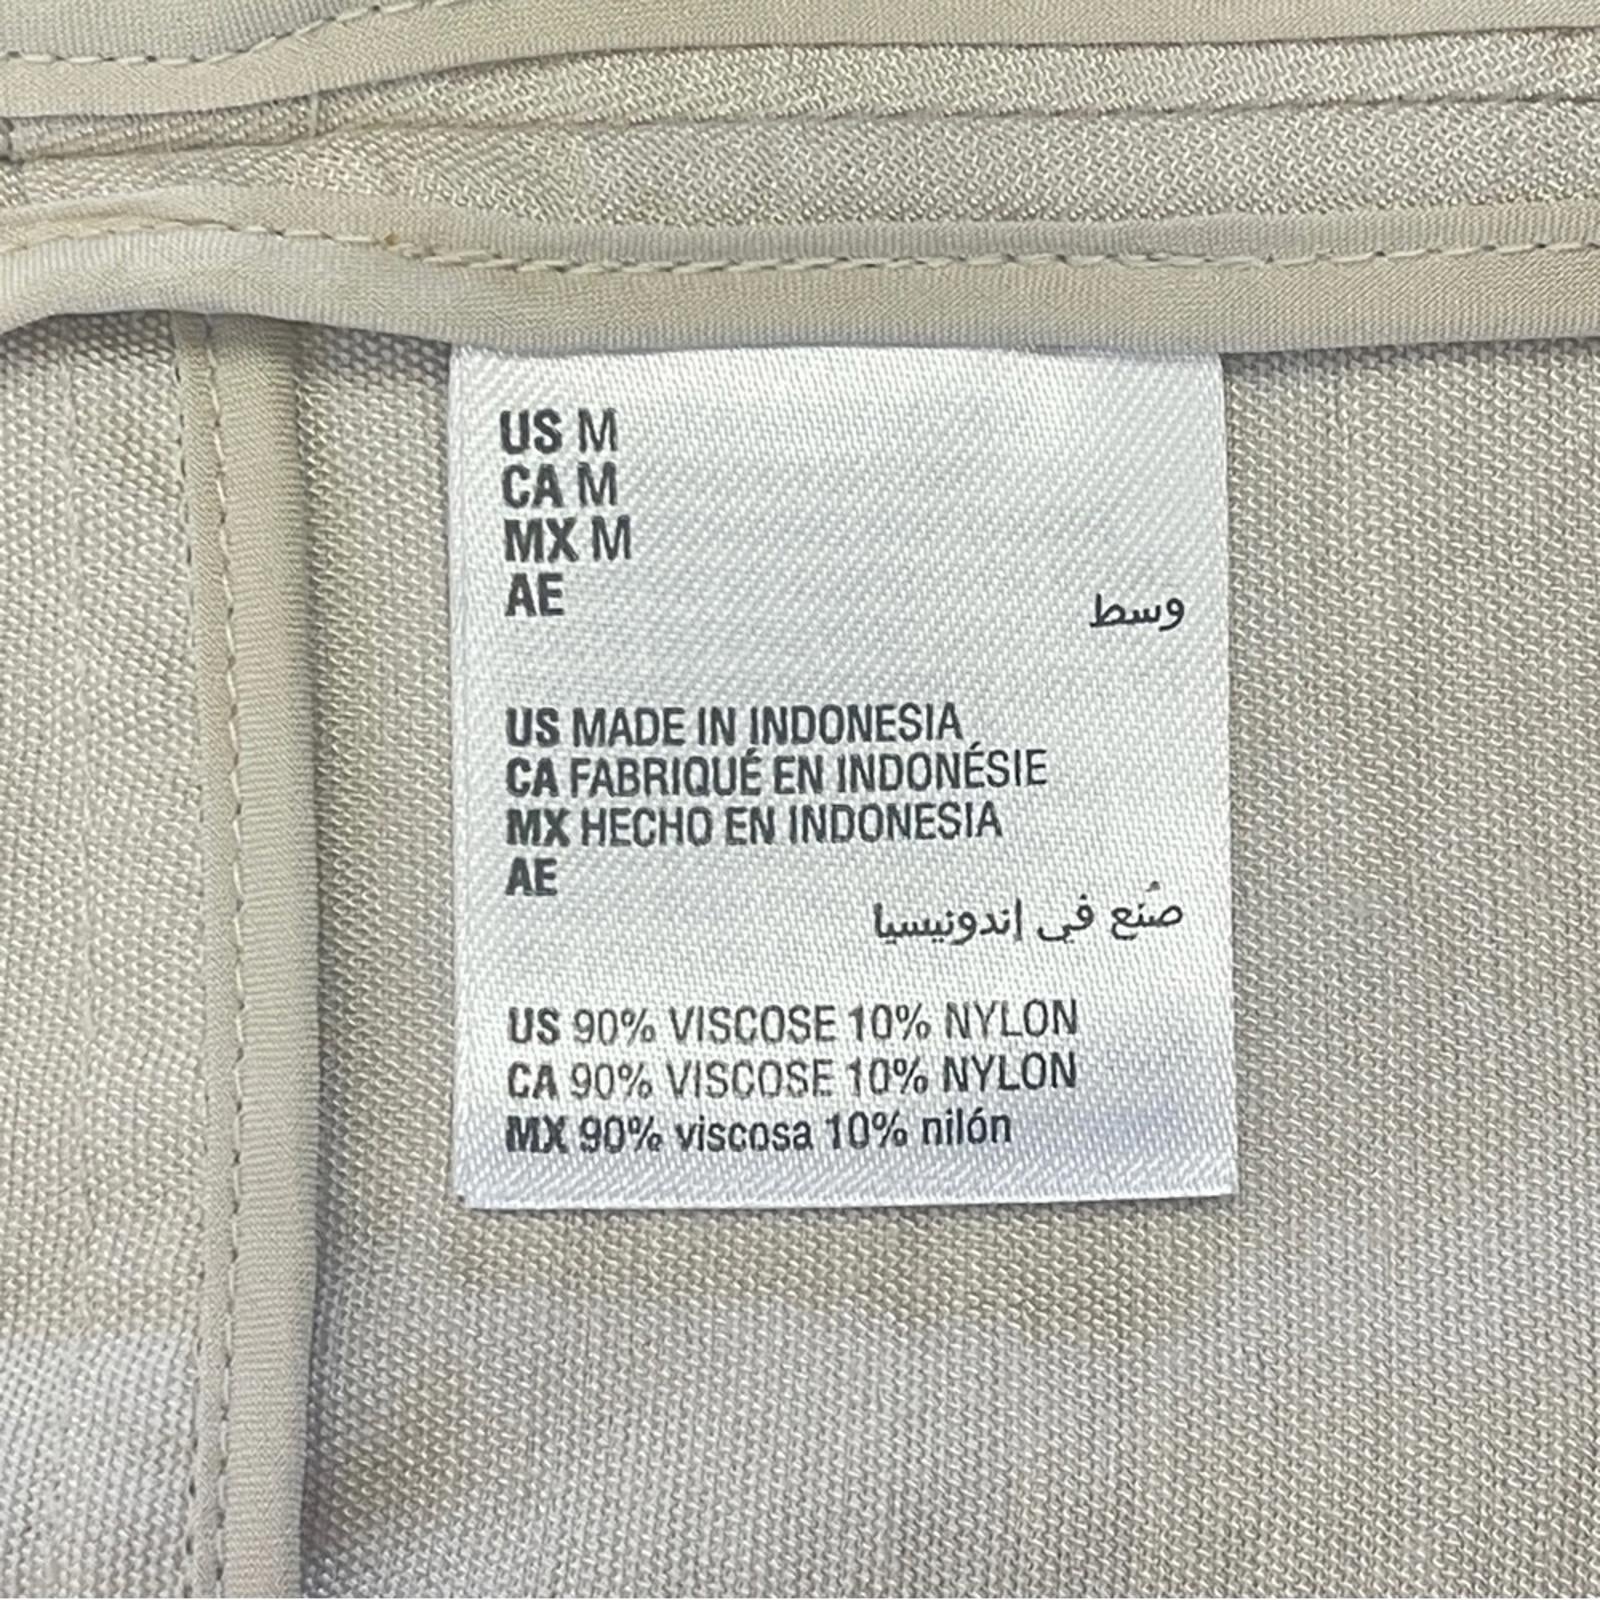 US M
CA M
MX M
AE
وسط
US MADE IN INDONESIA
CA FABRIQUÉ EN INDONÉSIE
MX HECHO EN INDONESIA
AE
صُنع في إندونيسيا
US 90% VISCOSE 10% NYLON
CA 90% VISCOSE 10% NYLON
MX 90% viscosa 10% nilón